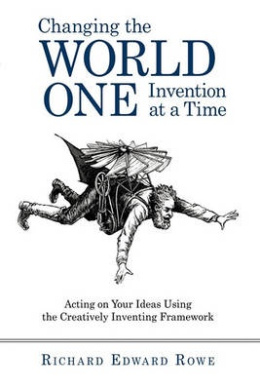 Changing the
WORLD
ONE Invention
at a Time
Acting on Your Ideas Using
the Creatively Inventing Framework
RICHARD EDWARD ROWE